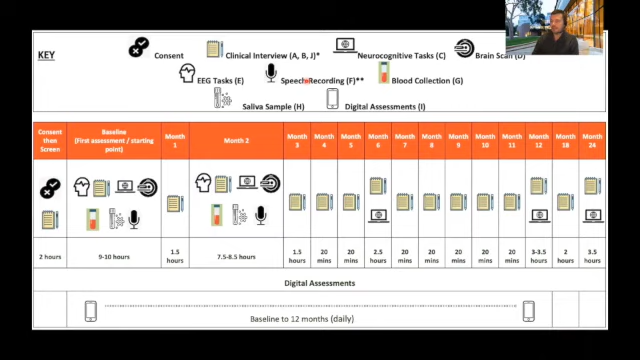 KEY
Consent
Clinical Interview (A, B, J)*
Neurocognitive Tasks (C)
Brain Scan (D)
EEG Tasks (E)
Speech Recording (F)**
Blood Collection (G)
Saliva Sample (H)
Digital Assessments (I)
Consent then Screen
Baseline (First assessment / starting point)
Month 1
Month 2
Month 3
Month 4
Month 5
Month 6
Month 7
Month 8
Month 9
Month 10
Month 11
Month 12
Month 18
Month 24
2 hours
9-10 hours
1.5 hours
7.5-8.5 hours
1.5 hours
20 mins
20 mins
2.5 hours
20 mins
20 mins
20 mins
20 mins
20 mins
3-3.5 hours
2 hours
3.5 hours
Digital Assessments
Baseline to 12 months (daily)